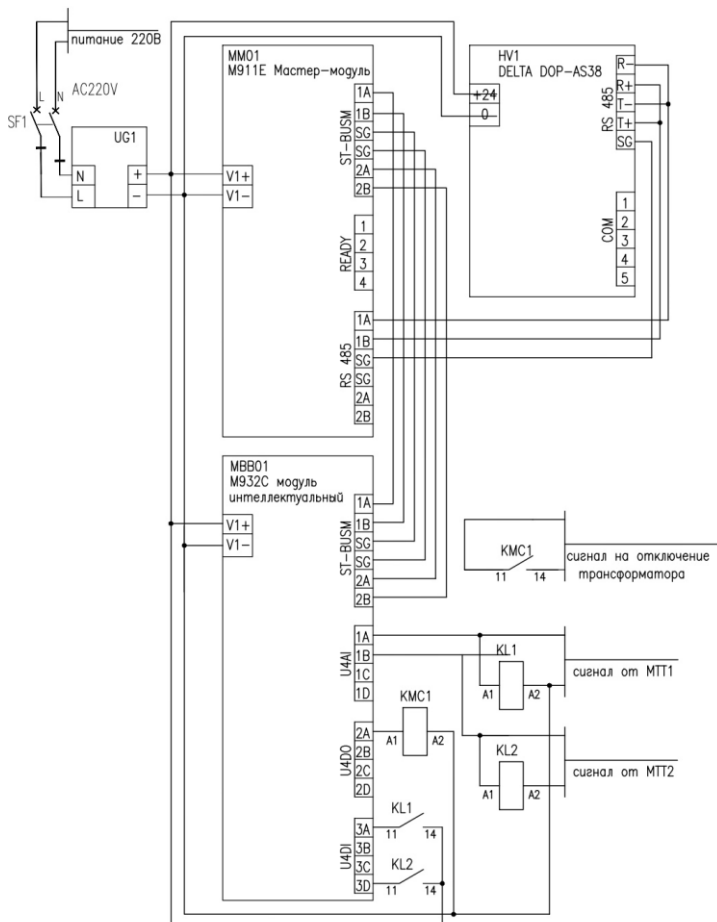 питание 220В
L
N
AC220V
SF1
UG1
N
L
+
−
MM01
M911E Мастер-модуль
V1+
V1−
ST-BUSM
1A
1B
SG
SG
2A
2B
READY
1
2
3
4
RS 485
1A
1B
SG
SG
2A
2B
HV1
DELTA DOP-AS38
+24
0
RS 485
R−
R+
T−
T+
SG
COM
1
2
3
4
5
MBB01
M932C модуль
интеллектуальный
V1+
V1−
ST-BUSM
1A
1B
SG
SG
2A
2B
U4AI
1A
1B
1C
1D
U4DO
2A
2B
2C
2D
U4DI
3A
3B
3C
3D
KMC1
11
14
сигнал на отключение
трансформатора
KL1
A1
A2
сигнал от МТТ1
KMC1
A1
A2
KL2
A1
A2
сигнал от МТТ2
KL1
11
14
KL2
11
14